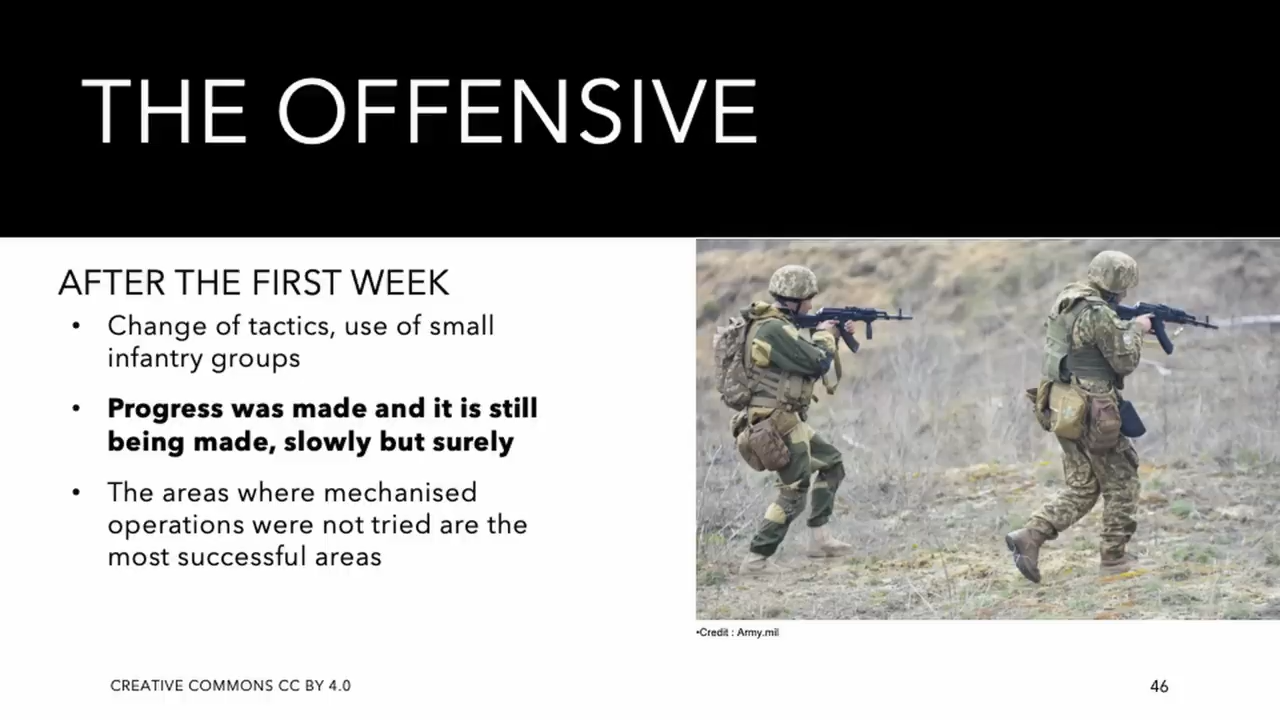 THE OFFENSIVE
AFTER THE FIRST WEEK
• Change of tactics, use of small
infantry groups
• Progress was made and it is still
being made, slowly but surely
• The areas where mechanised
operations were not tried are the
most successful areas
•Credit : Army.mil
CREATIVE COMMONS CC BY 4.0
46